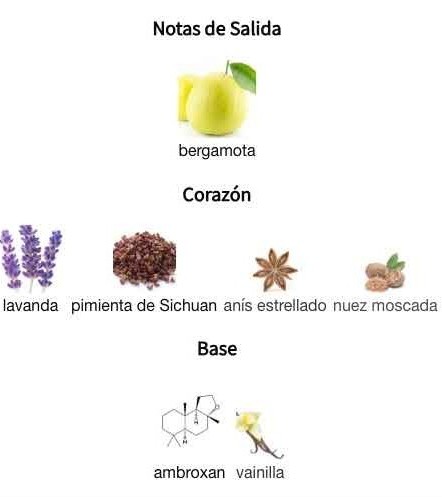 Notas de Salida
bergamota
Corazón
lavanda pimienta de Sichuan anís estrellado nuez moscada
Base
ambroxan vainilla